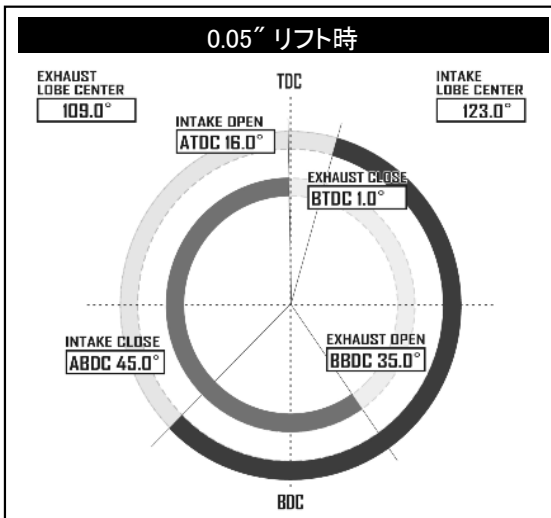 0.05″ リフト時
EXHAUST
LOBE CENTER
109.0°
TDC
INTAKE
LOBE CENTER
123.0°
INTAKE OPEN
ATDC 16.0°
EXHAUST CLOSE
BTDC 1.0°
INTAKE CLOSE
ABDC 45.0°
EXHAUST OPEN
BBDC 35.0°
BDC